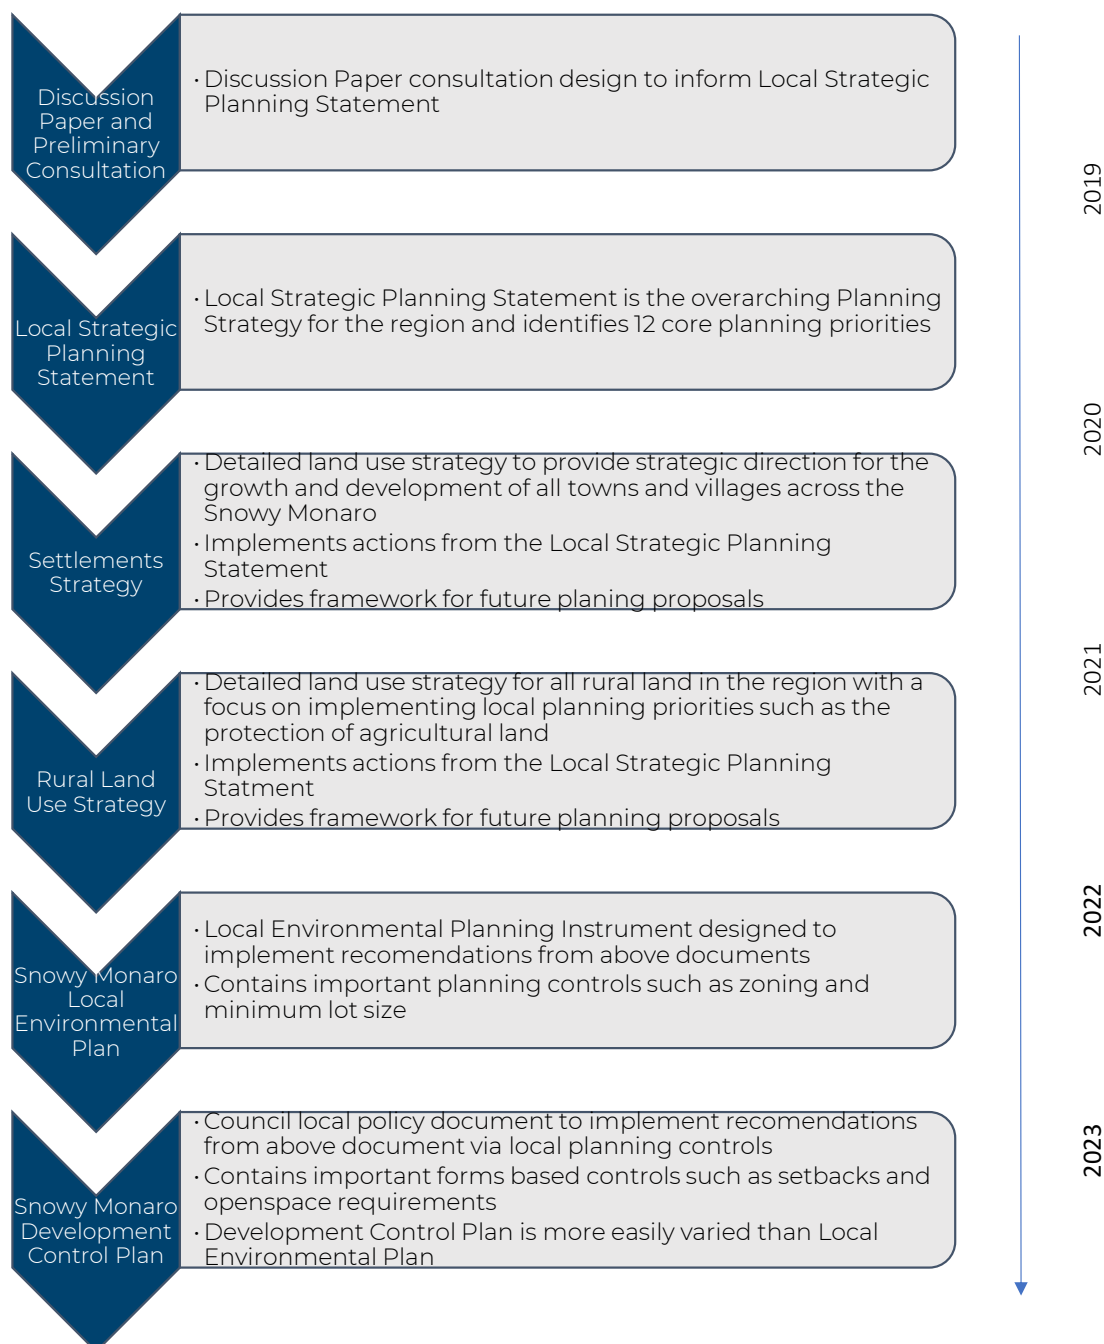 Discussion
Paper and
Preliminary
Consultation
· Discussion Paper consultation design to inform Local Strategic
Planning Statement
2019
Local Strategic
Planning
Statement
· Local Strategic Planning Statement is the overarching Planning
Strategy for the region and identifies 12 core planning priorities
2020
Settlements
Strategy
· Detailed land use strategy to provide strategic direction for the
growth and development of all towns and villages across the
Snowy Monaro
· Implements actions from the Local Strategic Planning
Statement
· Provides framework for future planing proposals
2021
Rural Land
Use Strategy
· Detailed land use strategy for all rural land in the region with a
focus on implementing local planning priorities such as the
protection of agricultural land
· Implements actions from the Local Strategic Planning
Statment
· Provides framework for future planning proposals
2022
Snowy Monaro
Local
Environmental
Plan
· Local Environmental Planning Instrument designed to
implement recomendations from above documents
· Contains important planning controls such as zoning and
minimum lot size
2023
Snowy Monaro
Development
Control Plan
· Council local policy document to implement recomendations
from above document via local planning controls
· Contains important forms based controls such as setbacks and
openspace requirements
· Development Control Plan is more easily varied than Local
Environmental Plan